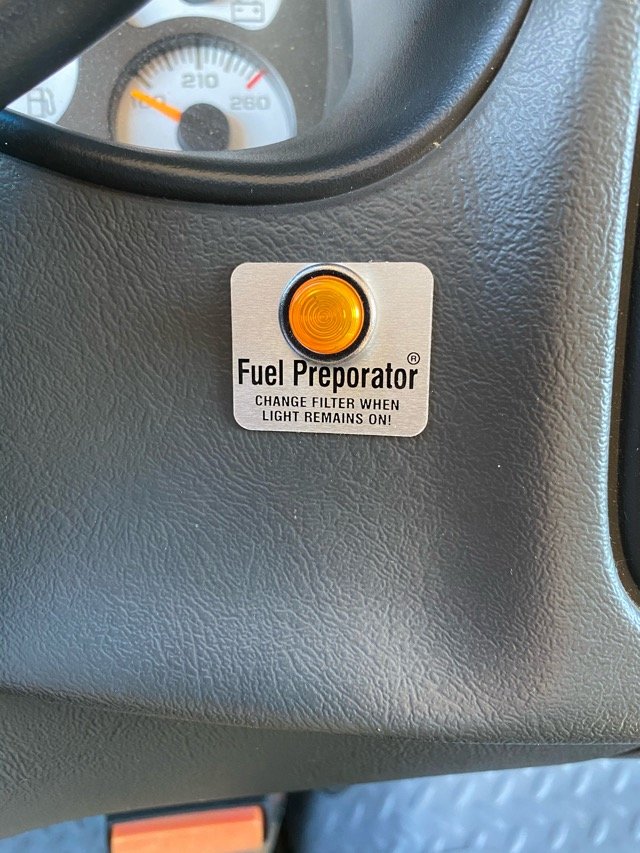 210
260
Fuel Preporator®
CHANGE FILTER WHEN
LIGHT REMAINS ON!